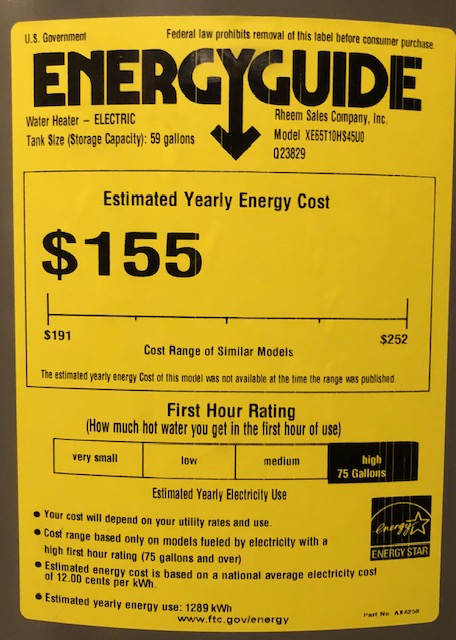 U.S. Government
Federal law prohibits removal of this label before consumer purchase.
ENERGYGUIDE
Water Heater – ELECTRIC
Tank Size (Storage Capacity): 59 gallons
Rheem Sales Company, Inc.
Model XE65T10HS45U0
Q23829
Estimated Yearly Energy Cost
$155
$191
$252
Cost Range of Similar Models
The estimated yearly energy Cost of this model was not available at the time the range was published.
First Hour Rating
(How much hot water you get in the first hour of use)
very small
low
medium
high
75 Gallons
Estimated Yearly Electricity Use
● Your cost will depend on your utility rates and use.
● Cost range based only on models fueled by electricity with a
high first hour rating (75 gallons and over)
● Estimated energy cost is based on a national average electricity cost
of 12.00 cents per kWh.
● Estimated yearly energy use: 1289 kWh
www.ftc.gov/energy
energy
ENERGY STAR
Part No AX4258